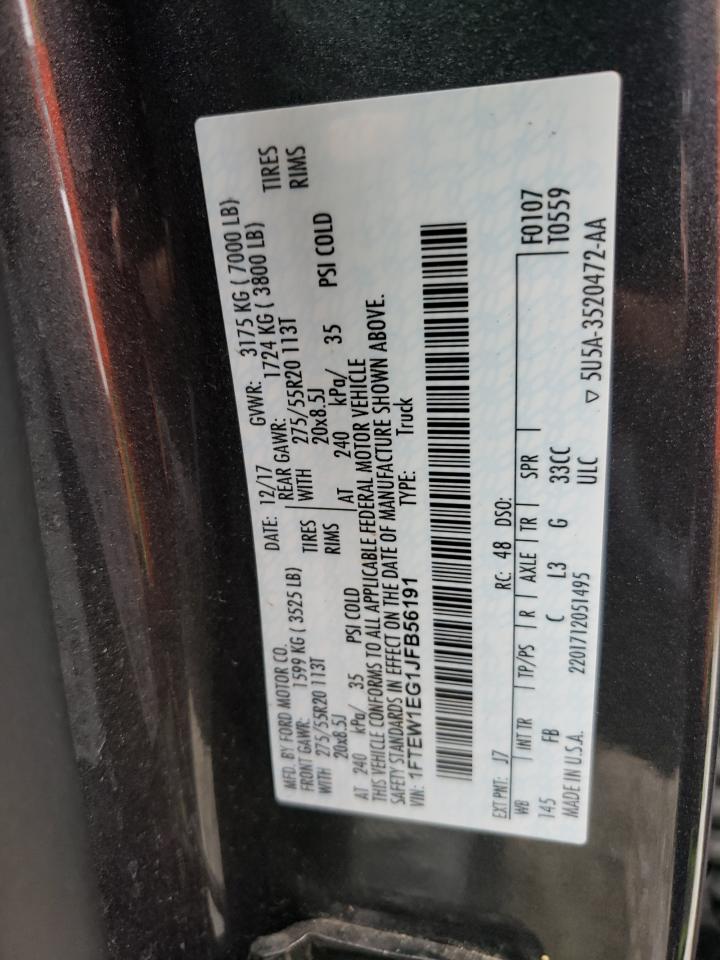 MFD. BY FORD MOTOR CO.
DATE: 12/17 GVWR: 3175 KG ( 7000 LB)
FRONT GAWR: 1599 KG ( 3525 LB) REAR GAWR: 1724 KG ( 3800 LB)
WITH 275/55R20 113T TIRES WITH 275/55R20 113T TIRES
20x8.5J RIMS 20x8.5J RIMS
AT 240 kPa/ 35 PSI COLD AT 240 kPa/ 35 PSI COLD
THIS VEHICLE CONFORMS TO ALL APPLICABLE FEDERAL MOTOR VEHICLE
SAFETY STANDARDS IN EFFECT ON THE DATE OF MANUFACTURE SHOWN ABOVE.
VIN: 1FTEW1EG1JFB56191 TYPE: Truck
EXT PNT: J7 RC: 48 DSO:
WB INT TR TP/PS R AXLE TR SPR F0107
145 FB C L3 G 33CC T0559
MADE IN U.S.A. 2201712051495 ULC
▽ 5U5A-3520472-AA